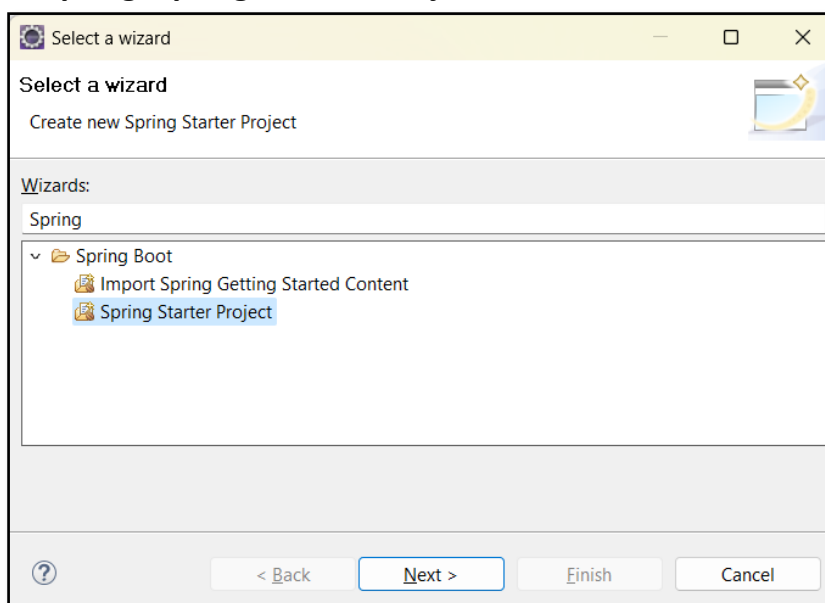 Select a wizard
Select a wizard
Create new Spring Starter Project
Wizards:
Spring
Spring Boot
Import Spring Getting Started Content
Spring Starter Project
? < Back Next > Finish Cancel